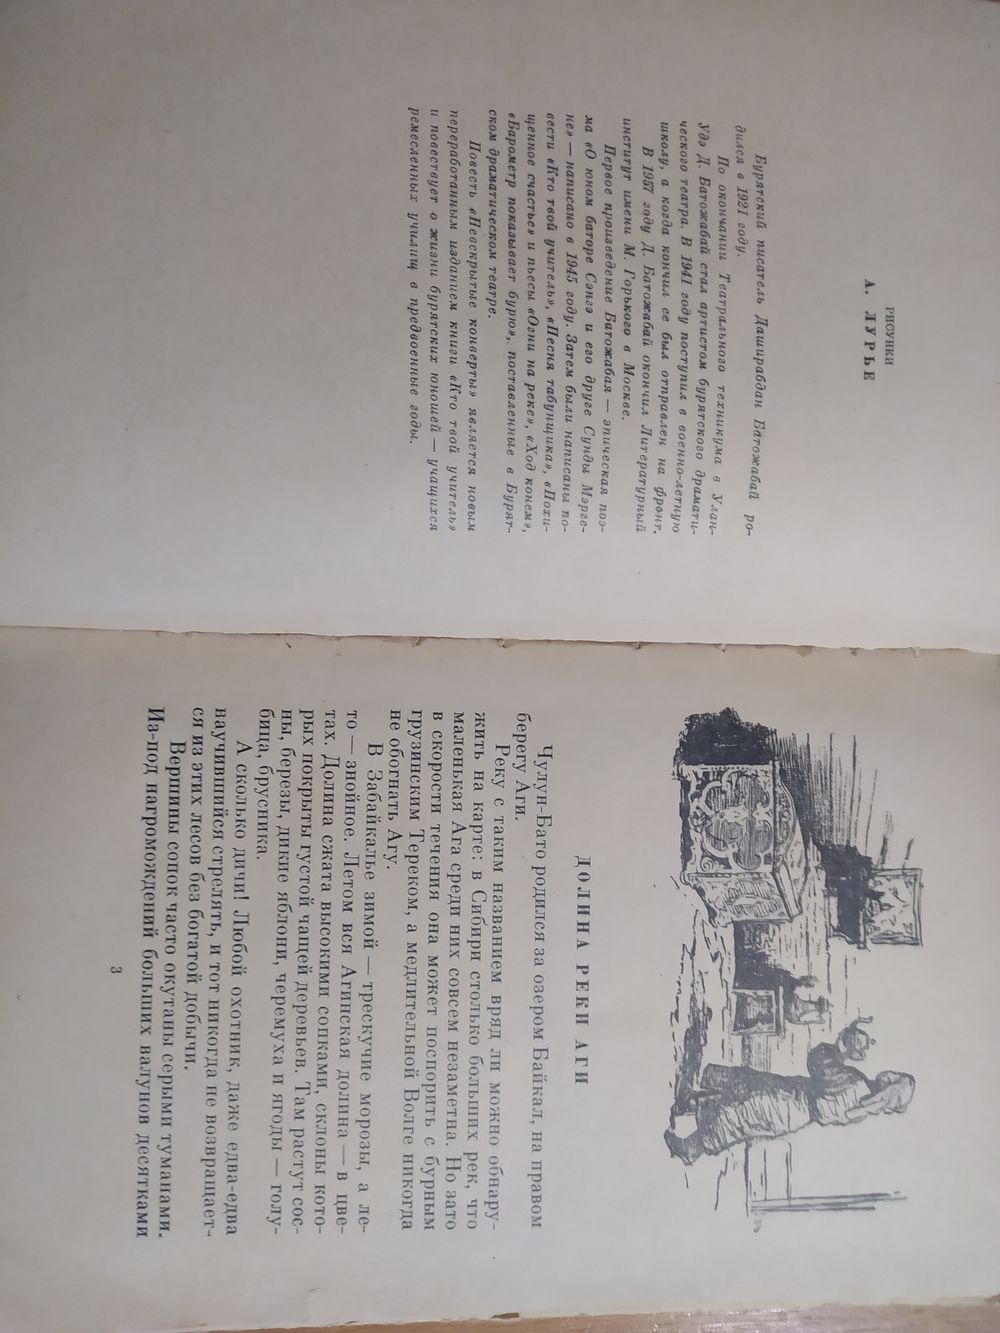 РИСУНКИ
А. ЛУРЬЕ
Бурятский писатель Даширабдан Батожабай ро-
дился в 1921 году.
По окончании Театрального техникума в Улан-
Удэ Д. Батожабай стал артистом бурятского драмати-
ческого театра. В 1941 году поступил в военно-летную
школу, а когда кончил ее был отправлен на фронт.
В 1957 году Д. Батожабай окончил Литературный
институт имени М. Горького в Москве.
Первое произведение Батожабая — эпическая поэ-
ма «О юном баторе Сэнгэ и его друге Сунды Мэрге-
не» — написано в 1945 году. Затем были написаны по-
вести «Кто твой учитель», «Песня табунщика», «Похи-
щенное счастье» и пьесы «Огни на реке», «Ход конем»,
«Барометр показывает бурю», поставленные в Бурят-
ском драматическом театре.
Повесть «Невскрытые конверты» является новым
переработанным изданием книги «Кто твой учитель»
и повествует о жизни бурятских юношей — учащихся
ремесленных училищ в предвоенные годы.
ДОЛИНА РЕКИ АГИ
Чулун-Бато родился за озером Байкал, на правом
берегу Аги.
Реку с таким названием вряд ли можно обнару-
жить на карте: в Сибири столько больших рек, что
маленькая Ага среди них совсем незаметна. Но зато
в скорости течения она может поспорить с бурным
грузинским Тереком, а медлительной Волге никогда
не обогнать Агу.
В Забайкалье зимой — трескучие морозы, а ле-
то — знойное. Летом вся Агинская долина — в цве-
тах. Долина сжата высокими сопками, склоны кото-
рых покрыты густой чащей деревьев. Там растут сос-
ны, березы, дикие яблони, черемуха и ягоды — голу-
бица, брусника.
А сколько дичи! Любой охотник, даже едва-едва
научившийся стрелять, и тот никогда не возвращает-
ся из этих лесов без богатой добычи.
Вершины сопок часто окутаны серыми туманами.
Из-под нагромождений больших валунов десятками
3